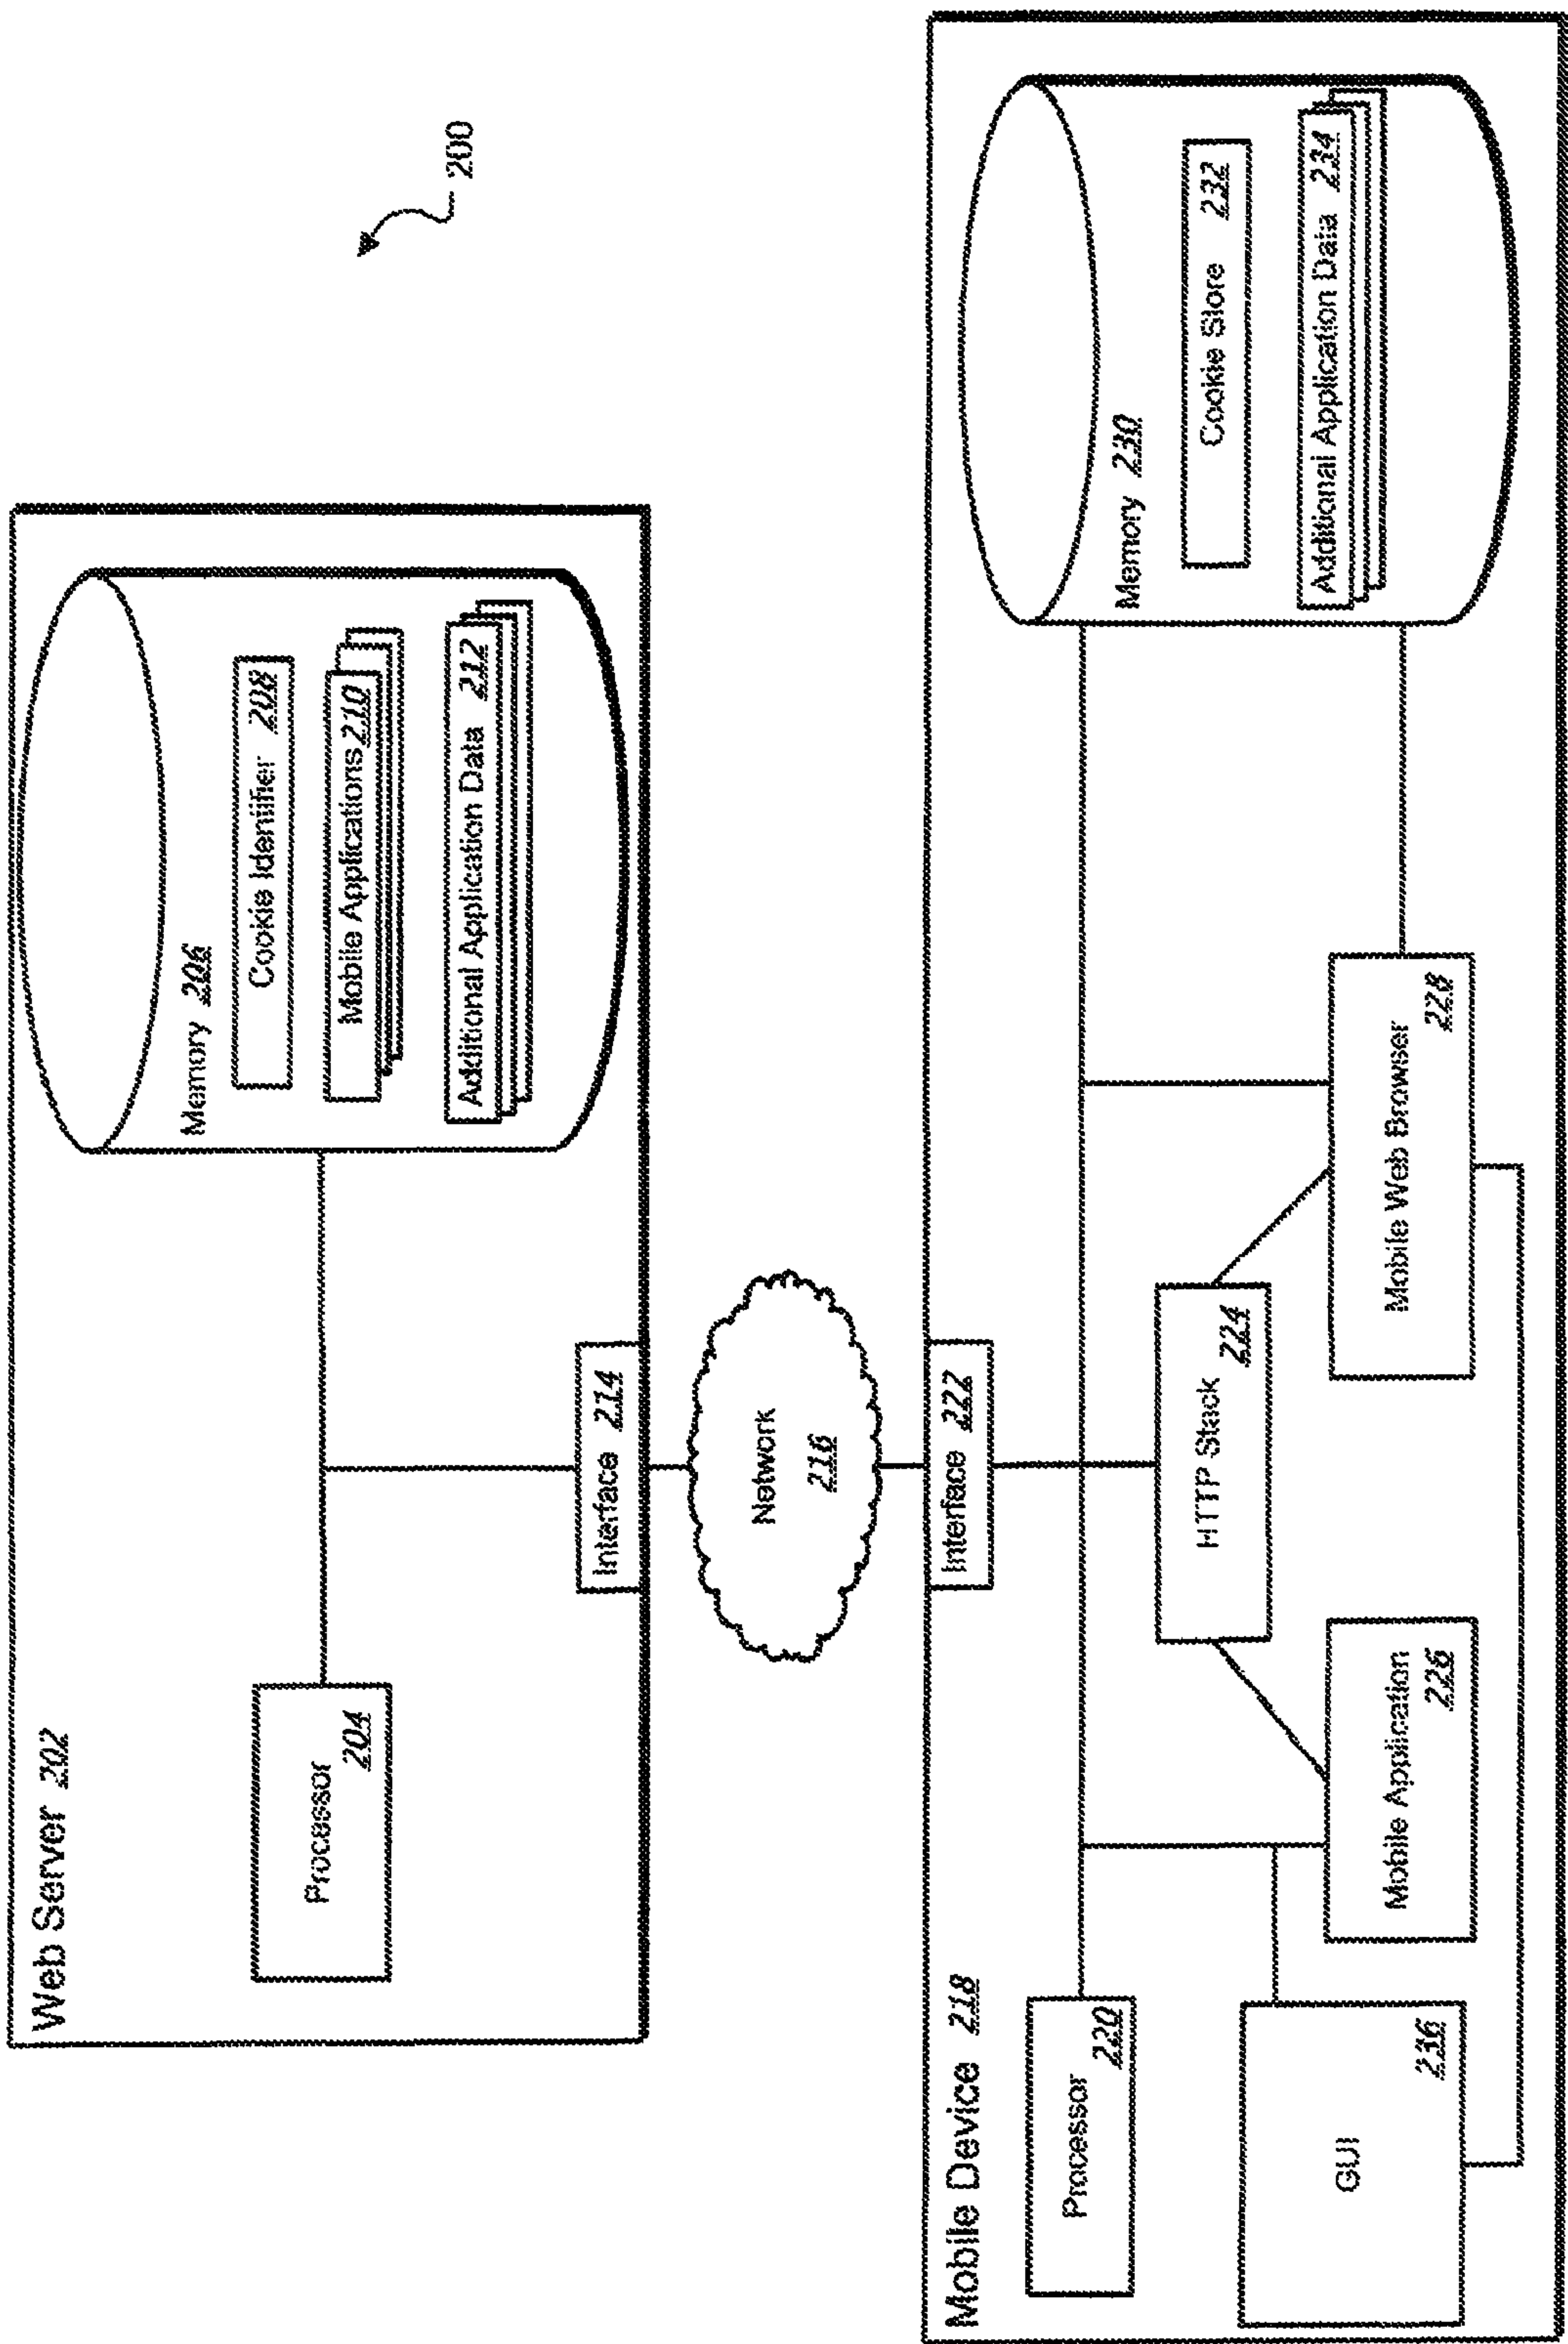 200
Web Server 202
Processor
204
Memory 206
Cookie Identifier 208
Mobile Applications 210
Additional Application Data 212
Interface 214
Network
216
Mobile Device 218
Interface 222
Processor
220
HTTP Stack
224
GUI
236
Mobile Application
226
Mobile Web Browser
228
Memory 230
Cookie Store 232
Additional Application Data 234